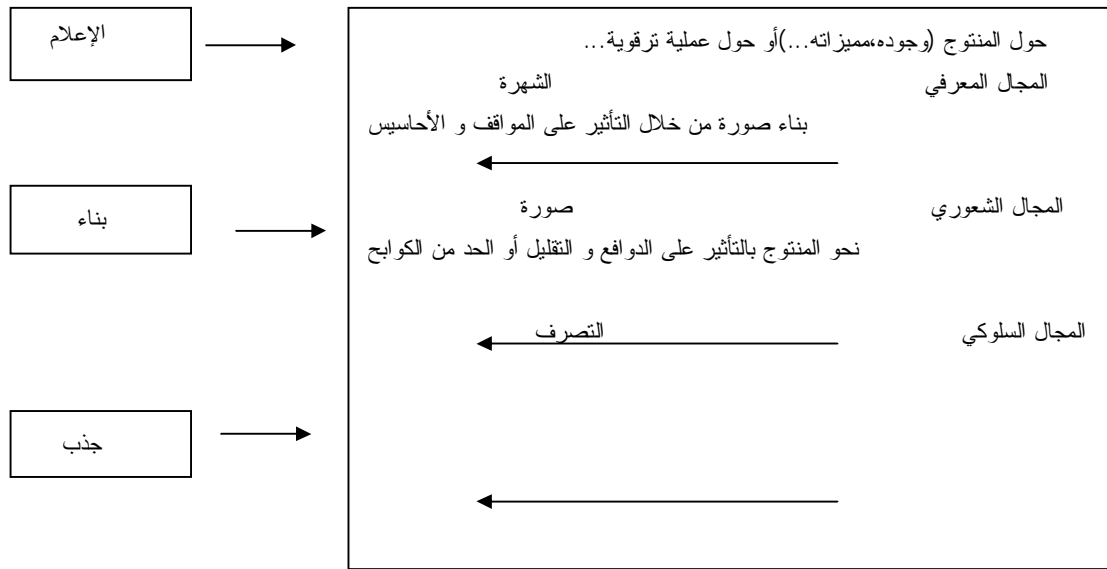 الإعلام
حول المنتوج (وجوده،مميزاته...)أو حول عملية ترقوية...
المجال المعرفي الشهرة
بناء صورة من خلال التأثير على المواقف و الأحاسيس
بناء
المجال الشعوري صورة
نحو المنتوج بالتأثير على الدوافع و التقليل أو الحد من الكوابح
المجال السلوكي التصرف
جذب